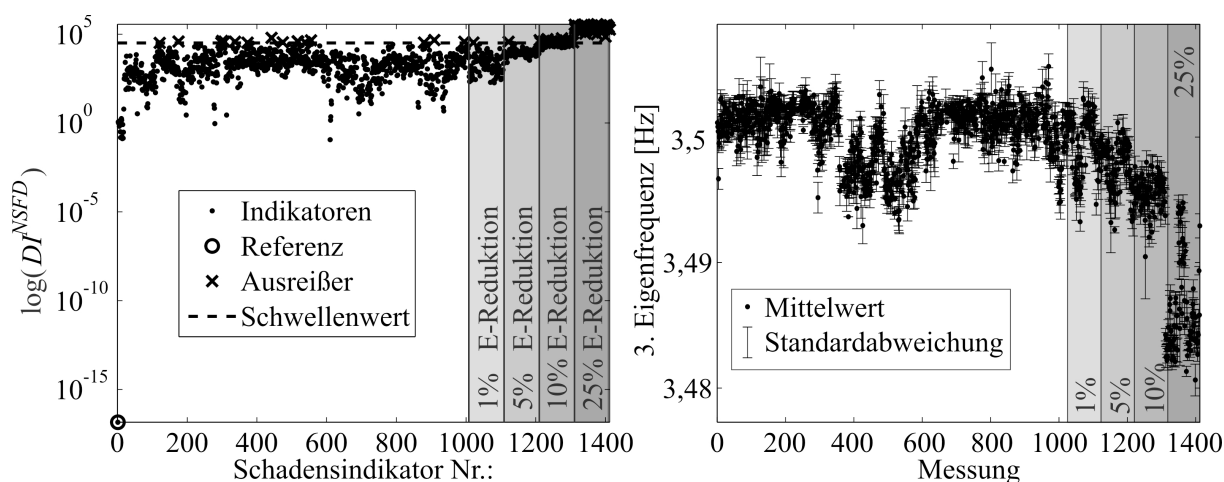 log(DI^NSFD)
10^5
10^0
10^-5
10^-10
10^-15
Indikatoren
Referenz
Ausreißer
Schwellenwert
1% E-Reduktion
5% E-Reduktion
10% E-Reduktion
25% E-Reduktion
0 200 400 600 800 1000 1200 1400
Schadensindikator Nr.:
3. Eigenfrequenz [Hz]
3,5
3,49
3,48
Mittelwert
Standardabweichung
1%
5%
10%
25%
0 200 400 600 800 1000 1200 1400
Messung